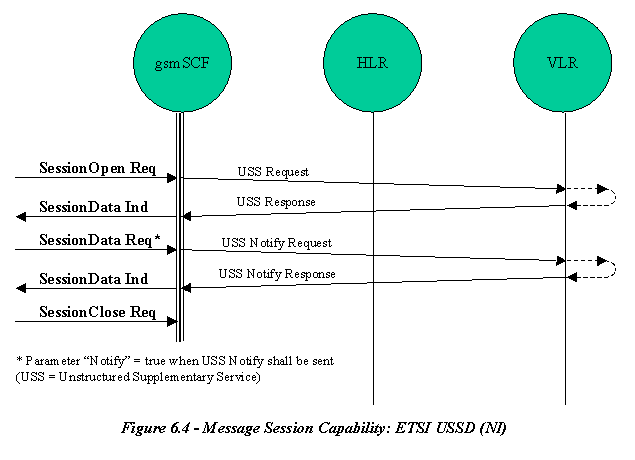 gsmSCF
HLR
VLR
SessionOpen Req
USS Request
SessionData Ind
USS Response
SessionData Req*
USS Notify Request
SessionData Ind
USS Notify Response
SessionClose Req
* Parameter “Notify” = true when USS Notify shall be sent
(USS = Unstructured Supplementary Service)
Figure 6.4 - Message Session Capability: ETSI USSD (NI)